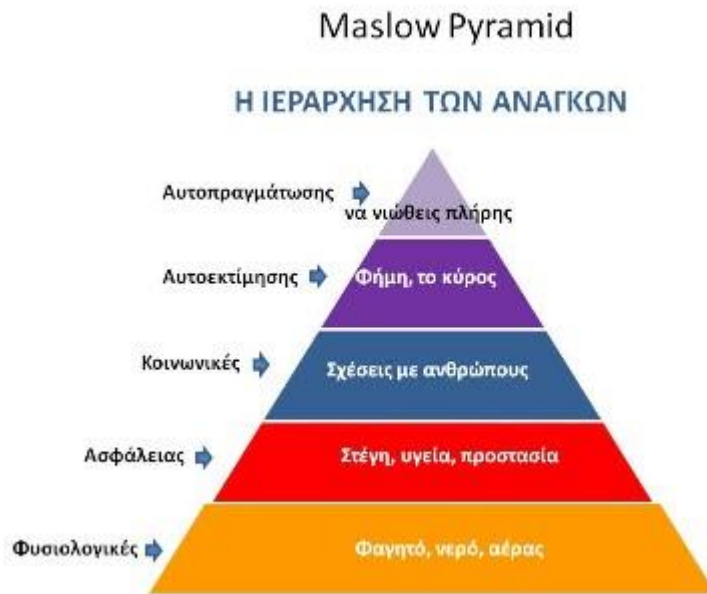 Maslow Pyramid
Η ΙΕΡΑΡΧΗΣΗ ΤΩΝ ΑΝΑΓΚΩΝ
Αυτοπραγμάτωσης
να νιώθεις πλήρης
Αυτοεκτίμησης
Φήμη, το κύρος
Κοινωνικές
Σχέσεις με ανθρώπους
Ασφάλειας
Στέγη, υγεία, προστασία
Φυσιολογικές
Φαγητό, νερό, αέρας